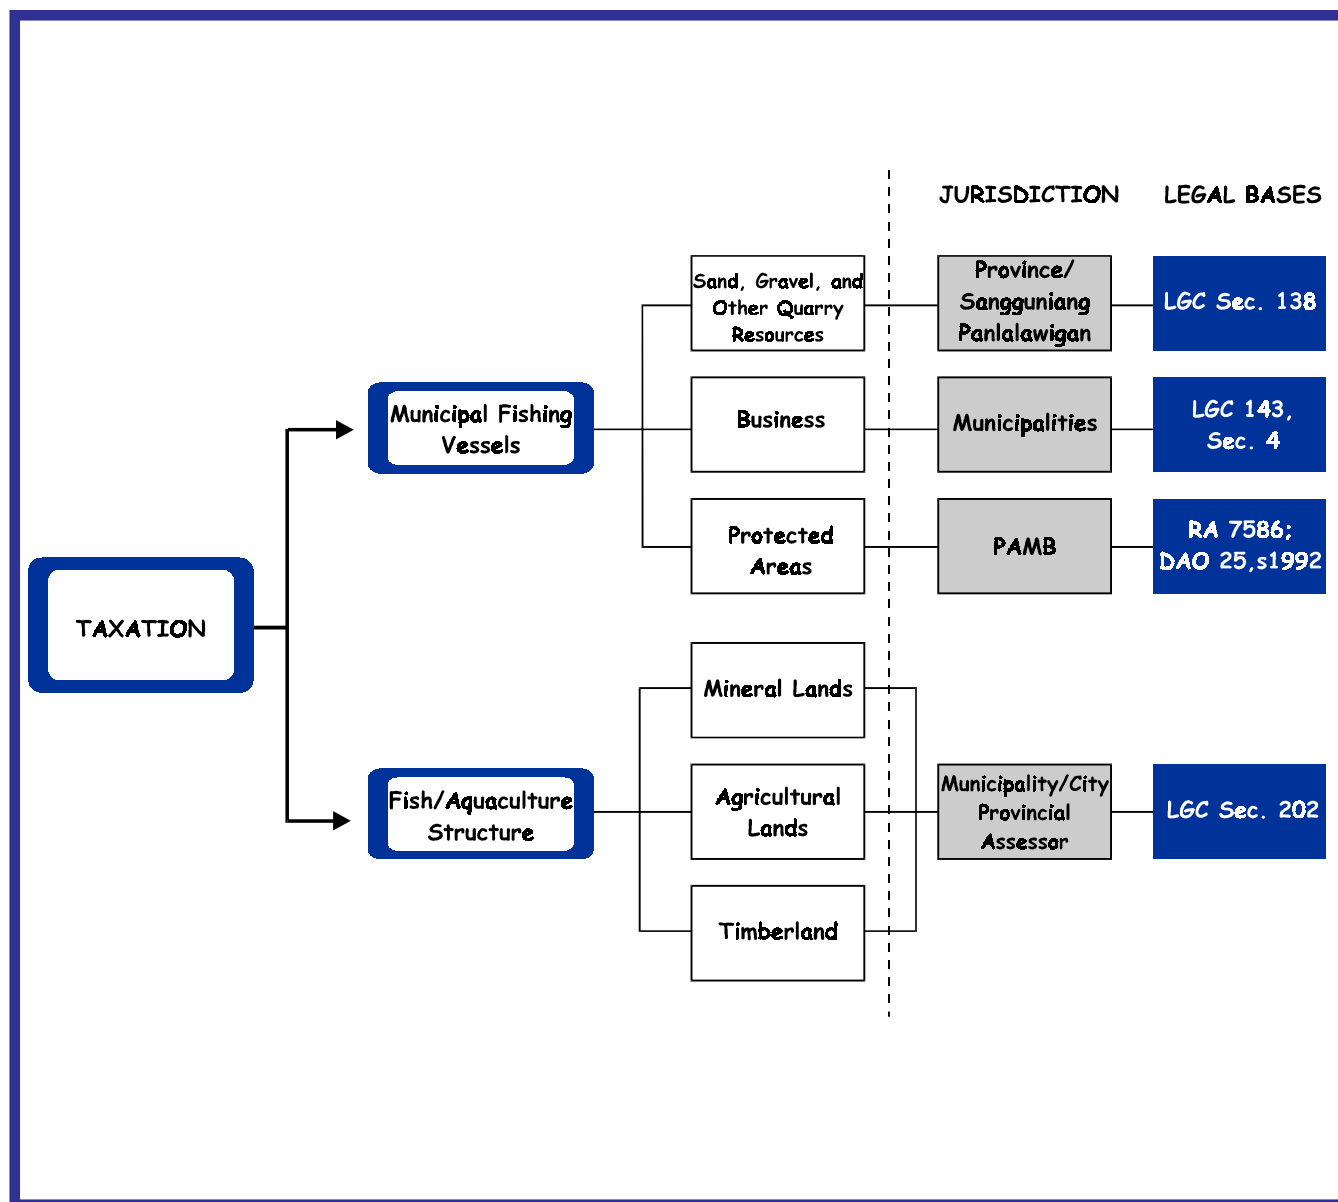 JURISDICTION
LEGAL BASES
Sand, Gravel, and
Other Quarry
Resources
Province/
Sangguniang
Panlalawigan
LGC Sec. 138
Municipal Fishing
Vessels
Business
Municipalities
LGC 143,
Sec. 4
Protected
Areas
PAMB
RA 7586;
DAO 25,s1992
TAXATION
Mineral Lands
Fish/Aquaculture
Structure
Agricultural
Lands
Municipality/City
Provincial
Assessor
LGC Sec. 202
Timberland